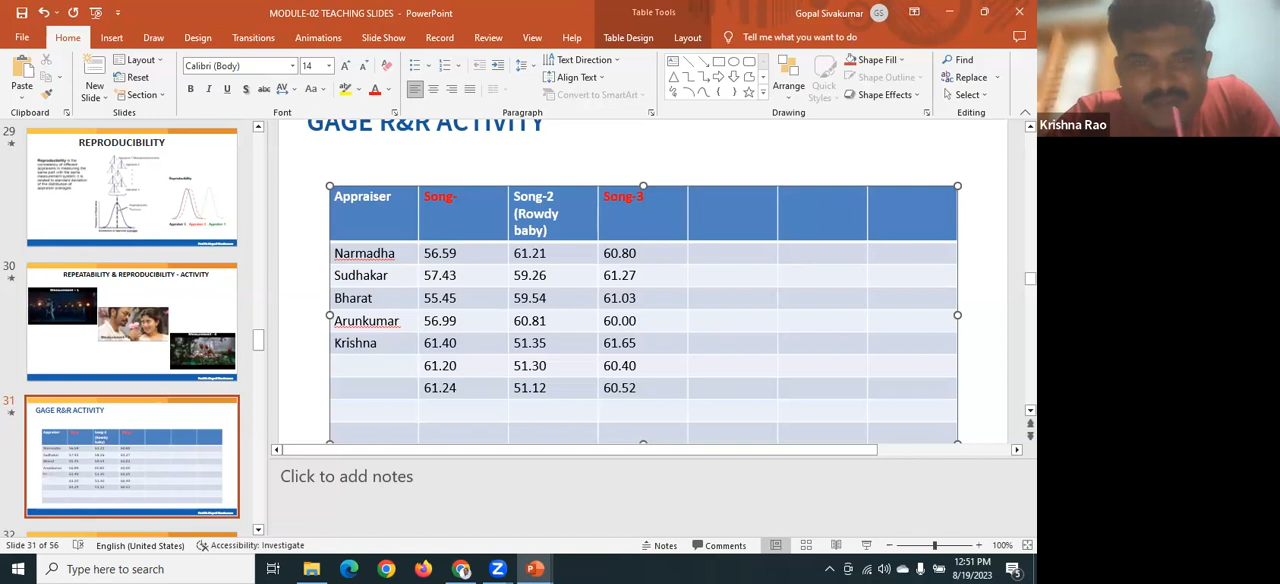 MODULE-02 TEACHING SLIDES - PowerPoint
Table Tools
Gopal Sivakumar GS
File Home Insert Draw Design Transitions Animations Slide Show Record Review View Help Table Design Layout Tell me what you want to do
Paste
New
Slide
Layout
Reset
Section
Calibri (Body) 14
B I U S abc AV Aa A
Text Direction
Align Text
Convert to SmartArt
Arrange
Quick
Styles
Shape Fill
Shape Outline
Shape Effects
Find
Replace
Select
Clipboard Slides Font Paragraph Drawing Editing
Krishna Rao
29
REPRODUCIBILITY
30
REPEATABILITY & REPRODUCIBILITY - ACTIVITY
31
GAGE R&R ACTIVITY
32
GAGE R&R ACTIVITY
Appraiser Song- Song-2 Song-3
(Rowdy
baby)
Narmadha 56.59 61.21 60.80
Sudhakar 57.43 59.26 61.27
Bharat 55.45 59.54 61.03
Arunkumar 56.99 60.81 60.00
Krishna 61.40 51.35 61.65
61.20 51.30 60.40
61.24 51.12 60.52
Click to add notes
Slide 31 of 56 English (United States) Accessibility: Investigate Notes Comments 100%
Type here to search
12:51 PM
8/19/2023
5